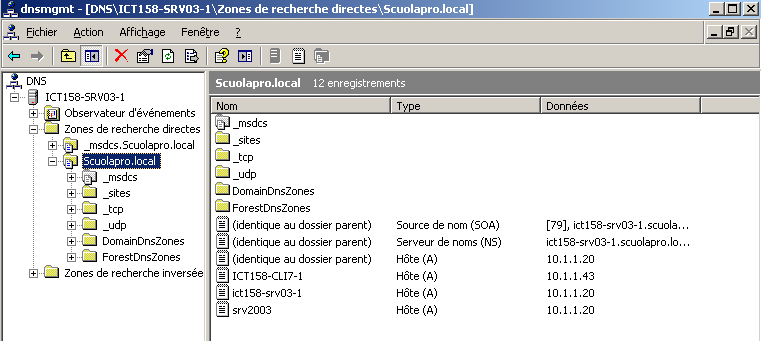 dnsmgmt - [DNS\ICT158-SRV03-1\Zones de recherche directes\Scuolapro.local]
Fichier Action Affichage Fenêtre ?
DNS
ICT158-SRV03-1
Observateur d'événements
Zones de recherche directes
_msdcs.Scuolapro.local
Scuolapro.local
_msdcs
_sites
_tcp
_udp
DomainDnsZones
ForestDnsZones
Zones de recherche inversée
Scuolapro.local 12 enregistrements
Nom Type Données
_msdcs
_sites
_tcp
_udp
DomainDnsZones
ForestDnsZones
(identique au dossier parent) Source de nom (SOA) [79], ict158-srv03-1.scuola...
(identique au dossier parent) Serveur de noms (NS) ict158-srv03-1.scuolapro.lo...
(identique au dossier parent) Hôte (A) 10.1.1.20
ICT158-CLI7-1 Hôte (A) 10.1.1.43
ict158-srv03-1 Hôte (A) 10.1.1.20
srv2003 Hôte (A) 10.1.1.20